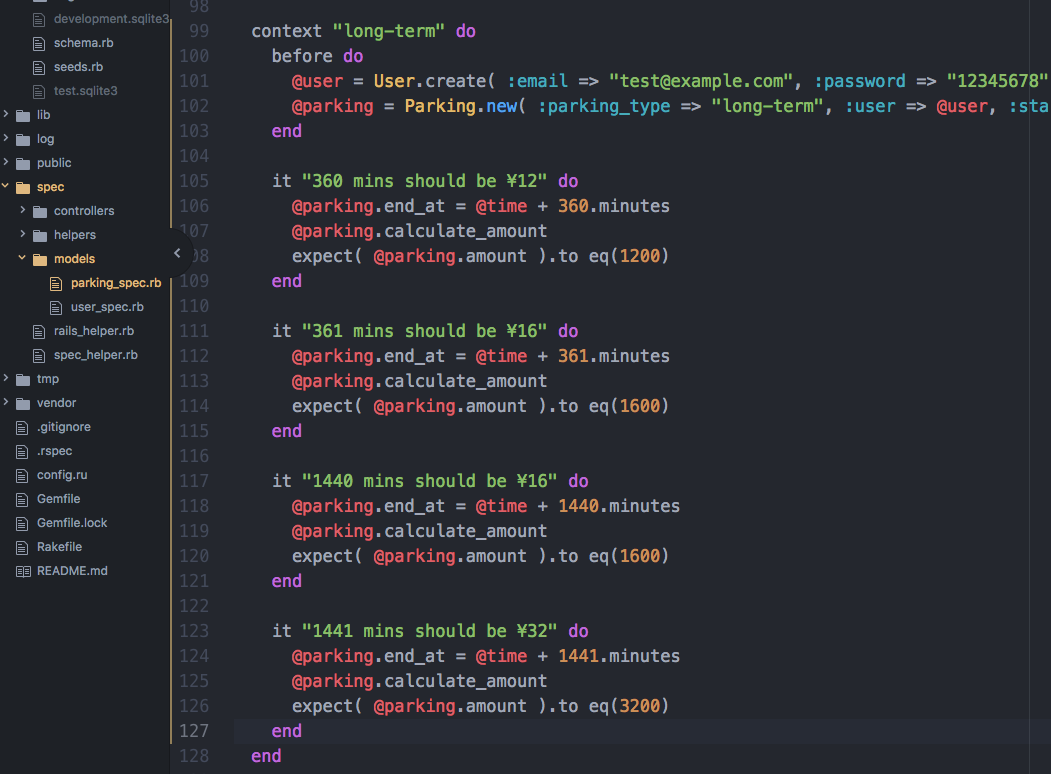 development.sqlite3
schema.rb
seeds.rb
test.sqlite3
lib
log
public
spec
controllers
helpers
models
parking_spec.rb
user_spec.rb
rails_helper.rb
spec_helper.rb
tmp
vendor
.gitignore
.rspec
config.ru
Gemfile
Gemfile.lock
Rakefile
README.md
98
99 context "long-term" do
100 before do
101 @user = User.create( :email => "test@example.com", :password => "12345678"
102 @parking = Parking.new( :parking_type => "long-term", :user => @user, :sta
103 end
104
105 it "360 mins should be ¥12" do
106 @parking.end_at = @time + 360.minutes
107 @parking.calculate_amount
108 expect( @parking.amount ).to eq(1200)
109 end
110
111 it "361 mins should be ¥16" do
112 @parking.end_at = @time + 361.minutes
113 @parking.calculate_amount
114 expect( @parking.amount ).to eq(1600)
115 end
116
117 it "1440 mins should be ¥16" do
118 @parking.end_at = @time + 1440.minutes
119 @parking.calculate_amount
120 expect( @parking.amount ).to eq(1600)
121 end
122
123 it "1441 mins should be ¥32" do
124 @parking.end_at = @time + 1441.minutes
125 @parking.calculate_amount
126 expect( @parking.amount ).to eq(3200)
127 end
128 end